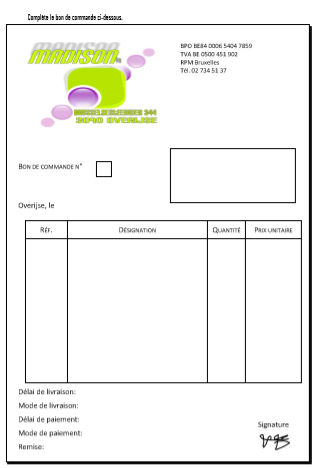 Complète le bon de commande ci-dessous.
MADISON
BPO BE84 0006 5404 7859
TVA BE 0500 451 902
RPM Bruxelles
Tél. 02 734 51 37
3090 OVERIJSE
BON DE COMMANDE N°
Overijse, le
RÉF. DÉSIGNATION QUANTITÉ PRIX UNITAIRE
Délai de livraison:
Mode de livraison:
Délai de paiement:
Mode de paiement:
Remise:
Signature